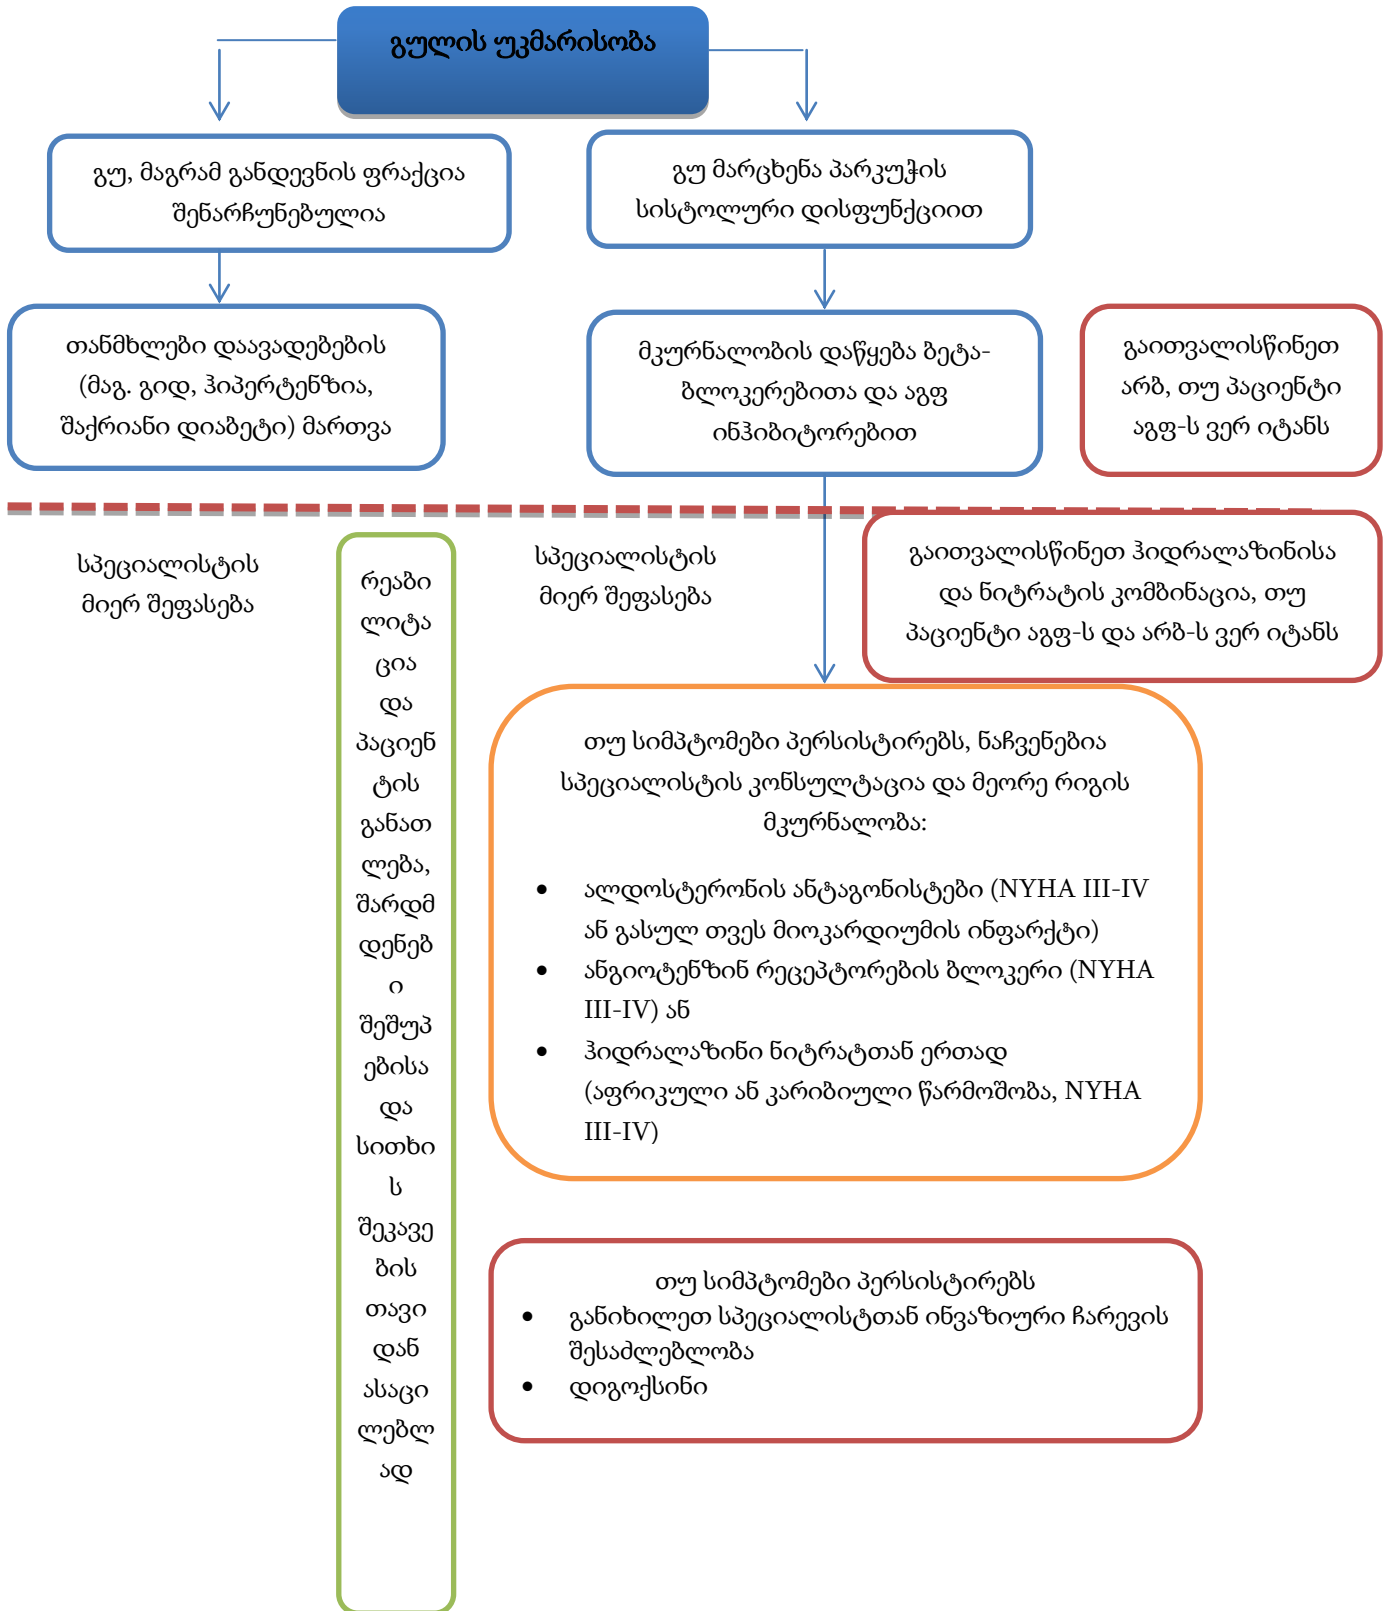 გულის უკმარისობა
გუ, მაგრამ განდევნის ფრაქცია
შენარჩუნებულია
გუ მარცხენა პარკუჭის
სისტოლური დისფუნქციით
თანმხლები დაავადებების
(მაგ. გიდ, ჰიპერტენზია,
შაქრიანი დიაბეტი) მართვა
მკურნალობის დაწყება ბეტა-
ბლოკერებითა და აგფ
ინჰიბიტორებით
გაითვალისწინეთ
არბ, თუ პაციენტი
აგფ-ს ვერ იტანს
სპეციალისტის
მიერ შეფასება
რეაბი
ლიტა
ცია
და
პაციენ
ტის
განათ
ლება,
შარდმ
დენებ
ი
შეშუპ
ებისა
და
სითხი
ს
შეკავე
ბის
თავი
დან
ასაცი
ლებლ
ად
სპეციალისტის
მიერ შეფასება
გაითვალისწინეთ ჰიდრალაზინისა
და ნიტრატის კომბინაცია, თუ
პაციენტი აგფ-ს და არბ-ს ვერ იტანს
თუ სიმპტომები პერსისტირებს, ნაჩვენებია
სპეციალისტის კონსულტაცია და მეორე რიგის
მკურნალობა:
• ალდოსტერონის ანტაგონისტები (NYHA III-IV
ან გასულ თვეს მიოკარდიუმის ინფარქტი)
• ანგიოტენზინ რეცეპტორების ბლოკერი (NYHA
III-IV) ან
• ჰიდრალაზინი ნიტრატთან ერთად
(აფრიკული ან კარიბიული წარმოშობა, NYHA
III-IV)
თუ სიმპტომები პერსისტირებს
• განიხილეთ სპეციალისტთან ინვაზიური ჩარევის
შესაძლებლობა
• დიგოქსინი